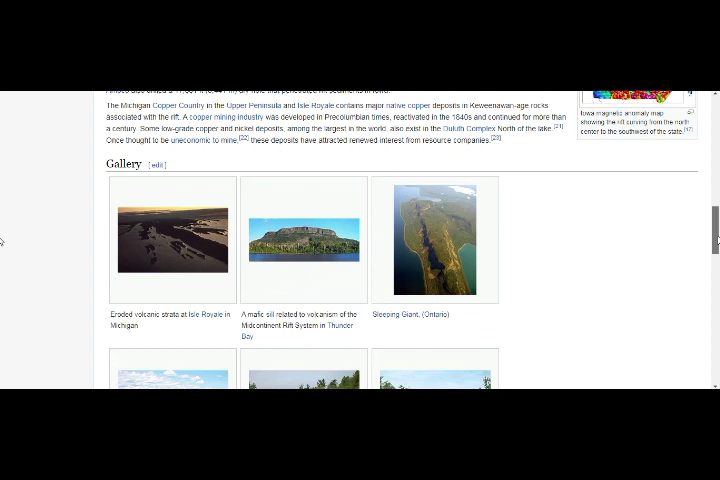 The Michigan Copper Country in the Upper Peninsula and Isle Royale contains major native copper deposits in Keweenawan-age rocks
associated with the rift. A copper mining industry was developed in Precolumbian times, reactivated in the 1840s and continued for more than
a century. Some low-grade copper and nickel deposits, among the largest in the world, also exist in the Duluth Complex North of the lake.[21]
Once thought to be uneconomic to mine,[22] these deposits have attracted renewed interest from resource companies.[23]
Iowa magnetic anomaly map
showing the rift curving from the north
center to the southwest of the state.[17]
Gallery [edit]
Eroded volcanic strata at Isle Royale in
Michigan
A mafic sill related to volcanism of the
Midcontinent Rift System in Thunder
Bay
Sleeping Giant, (Ontario)